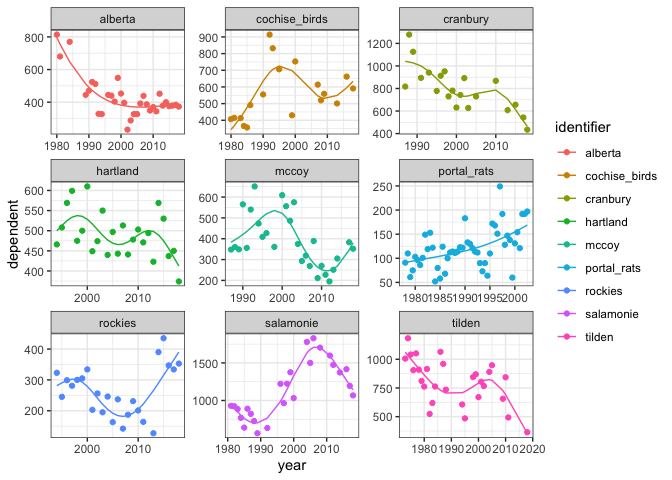 alberta cochise_birds cranbury
800 600 400
1980 1990 2000 2010
900 800 700 600 500 400
1980 1990 2000 2010
1200 1000 800 600 400
1990 2000 2010
hartland mccoy portal_rats
600 550 500 450 400
2000 2010
600 500 400 300 200
1990 2000 2010
250 200 150 100 50
1980 1985 1990 1995 2000
rockies salamonie tilden
400 300 200
2000 2010
1500 1000
1981 1990 2000 2010
1000 750 500
1980 1990 2000 2010 2020
dependent
year
identifier
alberta
cochise_birds
cranbury
hartland
mccoy
portal_rats
rockies
salamonie
tilden